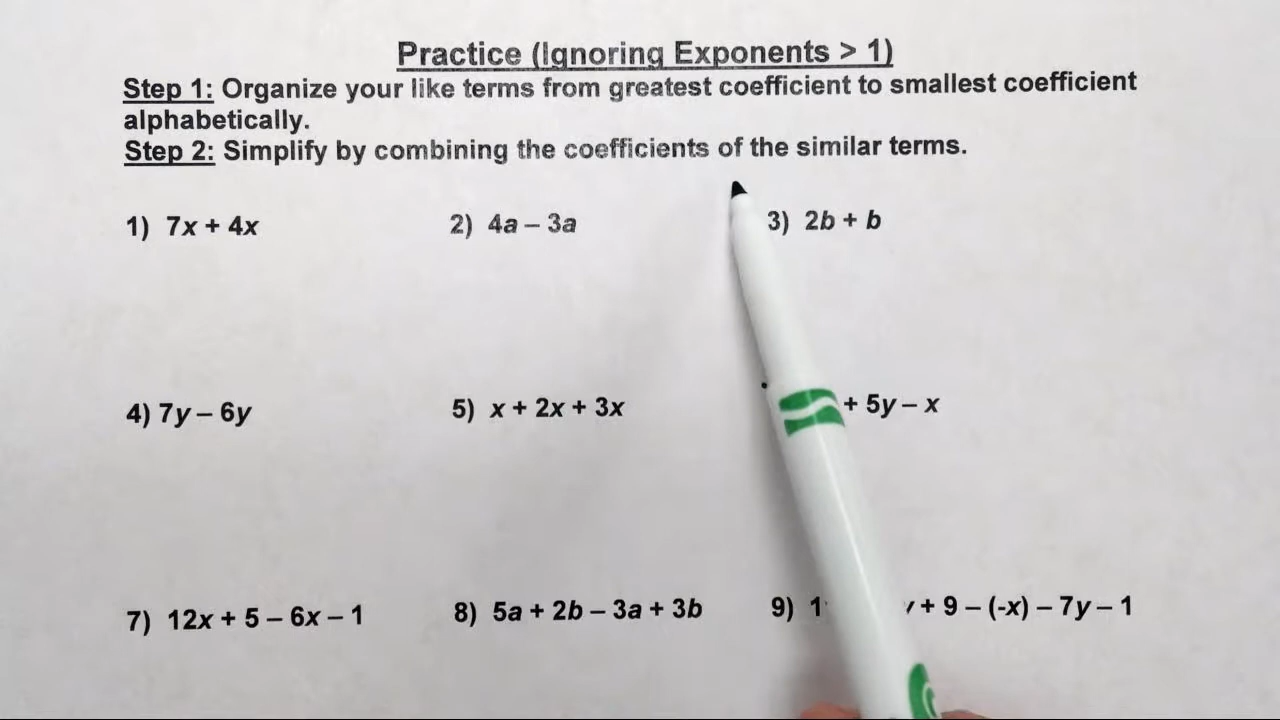 Practice (Ignoring Exponents > 1)
Step 1: Organize your like terms from greatest coefficient to smallest coefficient
alphabetically.
Step 2: Simplify by combining the coefficients of the similar terms.
1) 7x + 4x 2) 4a – 3a 3) 2b + b
4) 7y – 6y 5) x + 2x + 3x + 5y – x
7) 12x + 5 – 6x – 1 8) 5a + 2b – 3a + 3b 9) 1 + 9 – (-x) – 7y – 1